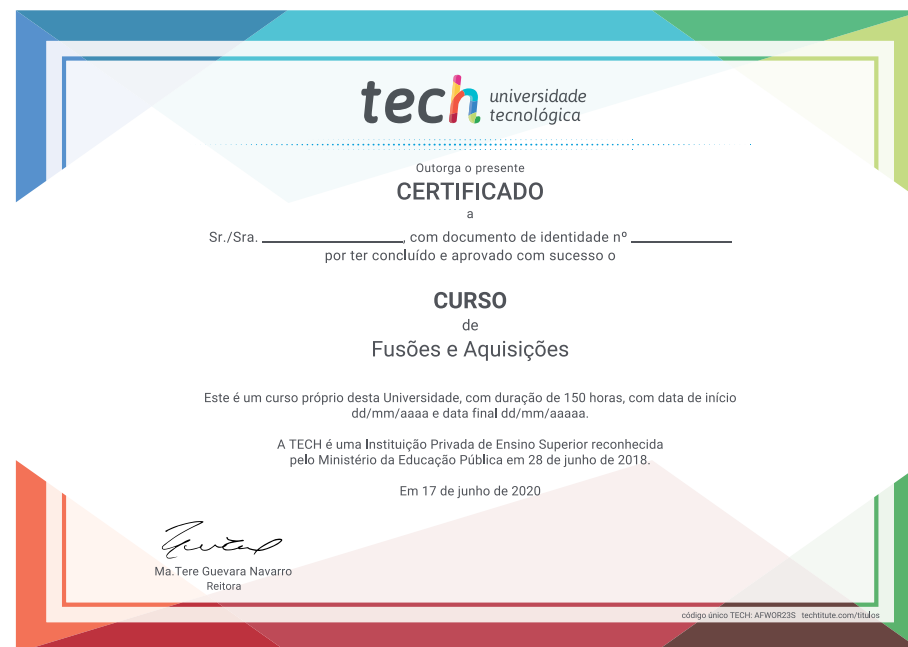 tech universidade
tecnológica
Outorga o presente
CERTIFICADO
a
Sr./Sra. ____________, com documento de identidade nº ____________
por ter concluído e aprovado com sucesso o
CURSO
de
Fusões e Aquisições
Este é um curso próprio desta Universidade, com duração de 150 horas, com data de início
dd/mm/aaaa e data final dd/mm/aaaaa.
A TECH é uma Instituição Privada de Ensino Superior reconhecida
pelo Ministério da Educação Pública em 28 de junho de 2018.
Em 17 de junho de 2020
Ma.Tere Guevara Navarro
Reitora
código único TECH: AFWOR23S techtitute.com/titulos